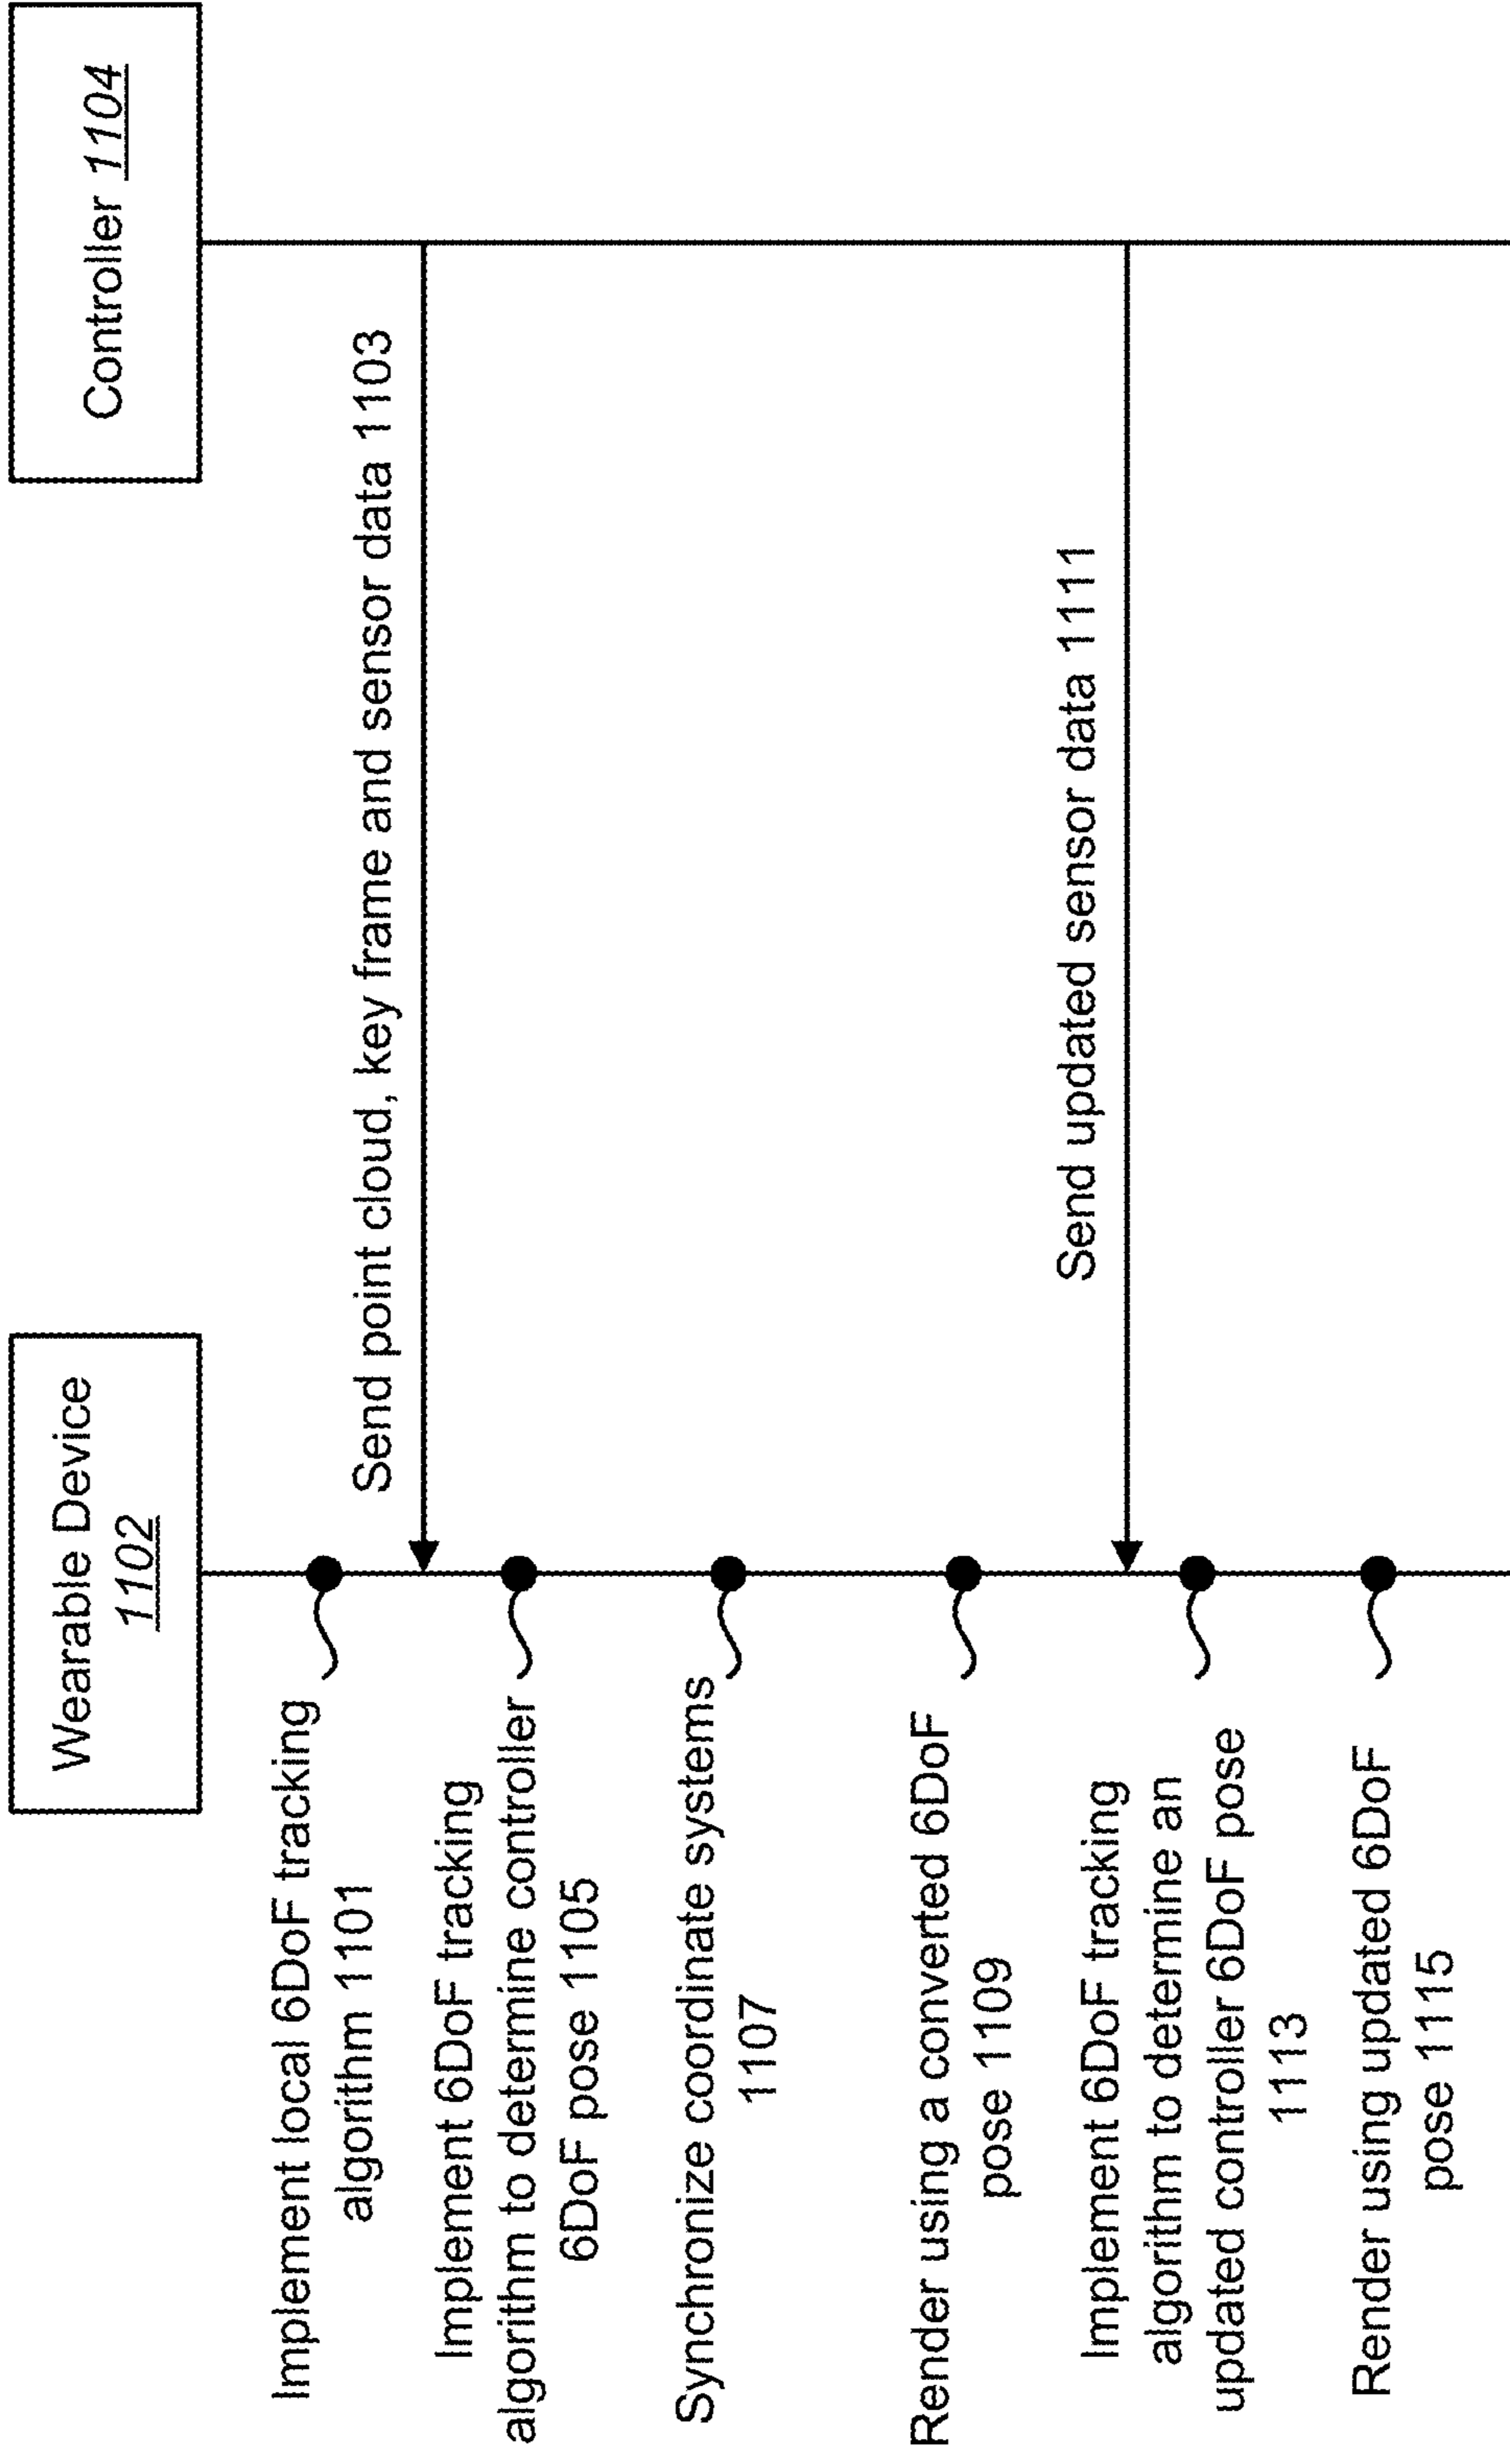 Wearable Device
1102
Controller 1104
Implement local 6DoF tracking
algorithm 1101
Send point cloud, key frame and sensor data 1103
Implement 6DoF tracking
algorithm to determine controller
6DoF pose 1105
Synchronize coordinate systems
1107
Render using a converted 6DoF
pose 1109
Send updated sensor data 1111
Implement 6DoF tracking
algorithm to determine an
updated controller 6DoF pose
1113
Render using updated 6DoF
pose 1115